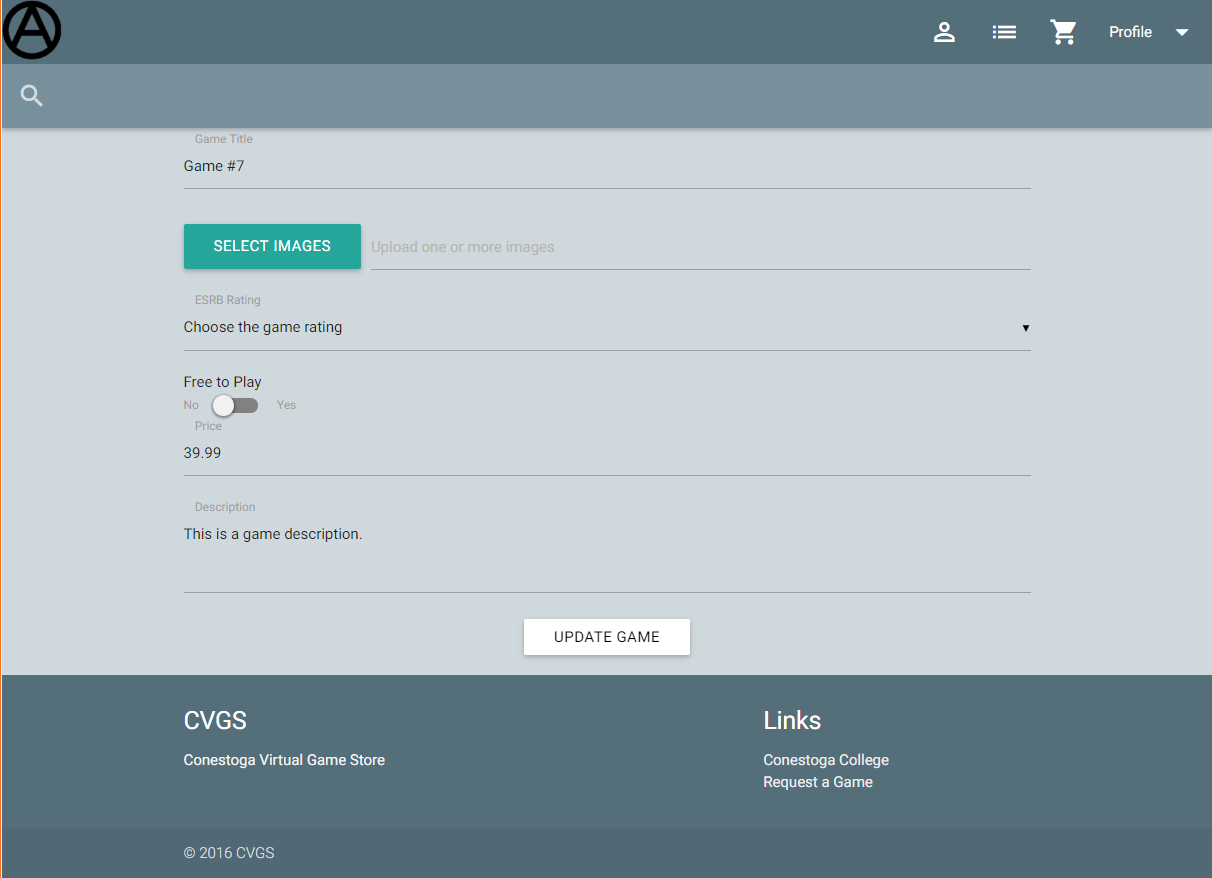 Profile
Game Title
Game #7
SELECT IMAGES
Upload one or more images
ESRB Rating
Choose the game rating
Free to Play
No Yes
Price
39.99
Description
This is a game description.
UPDATE GAME
CVGS
Conestoga Virtual Game Store
Links
Conestoga College
Request a Game
© 2016 CVGS